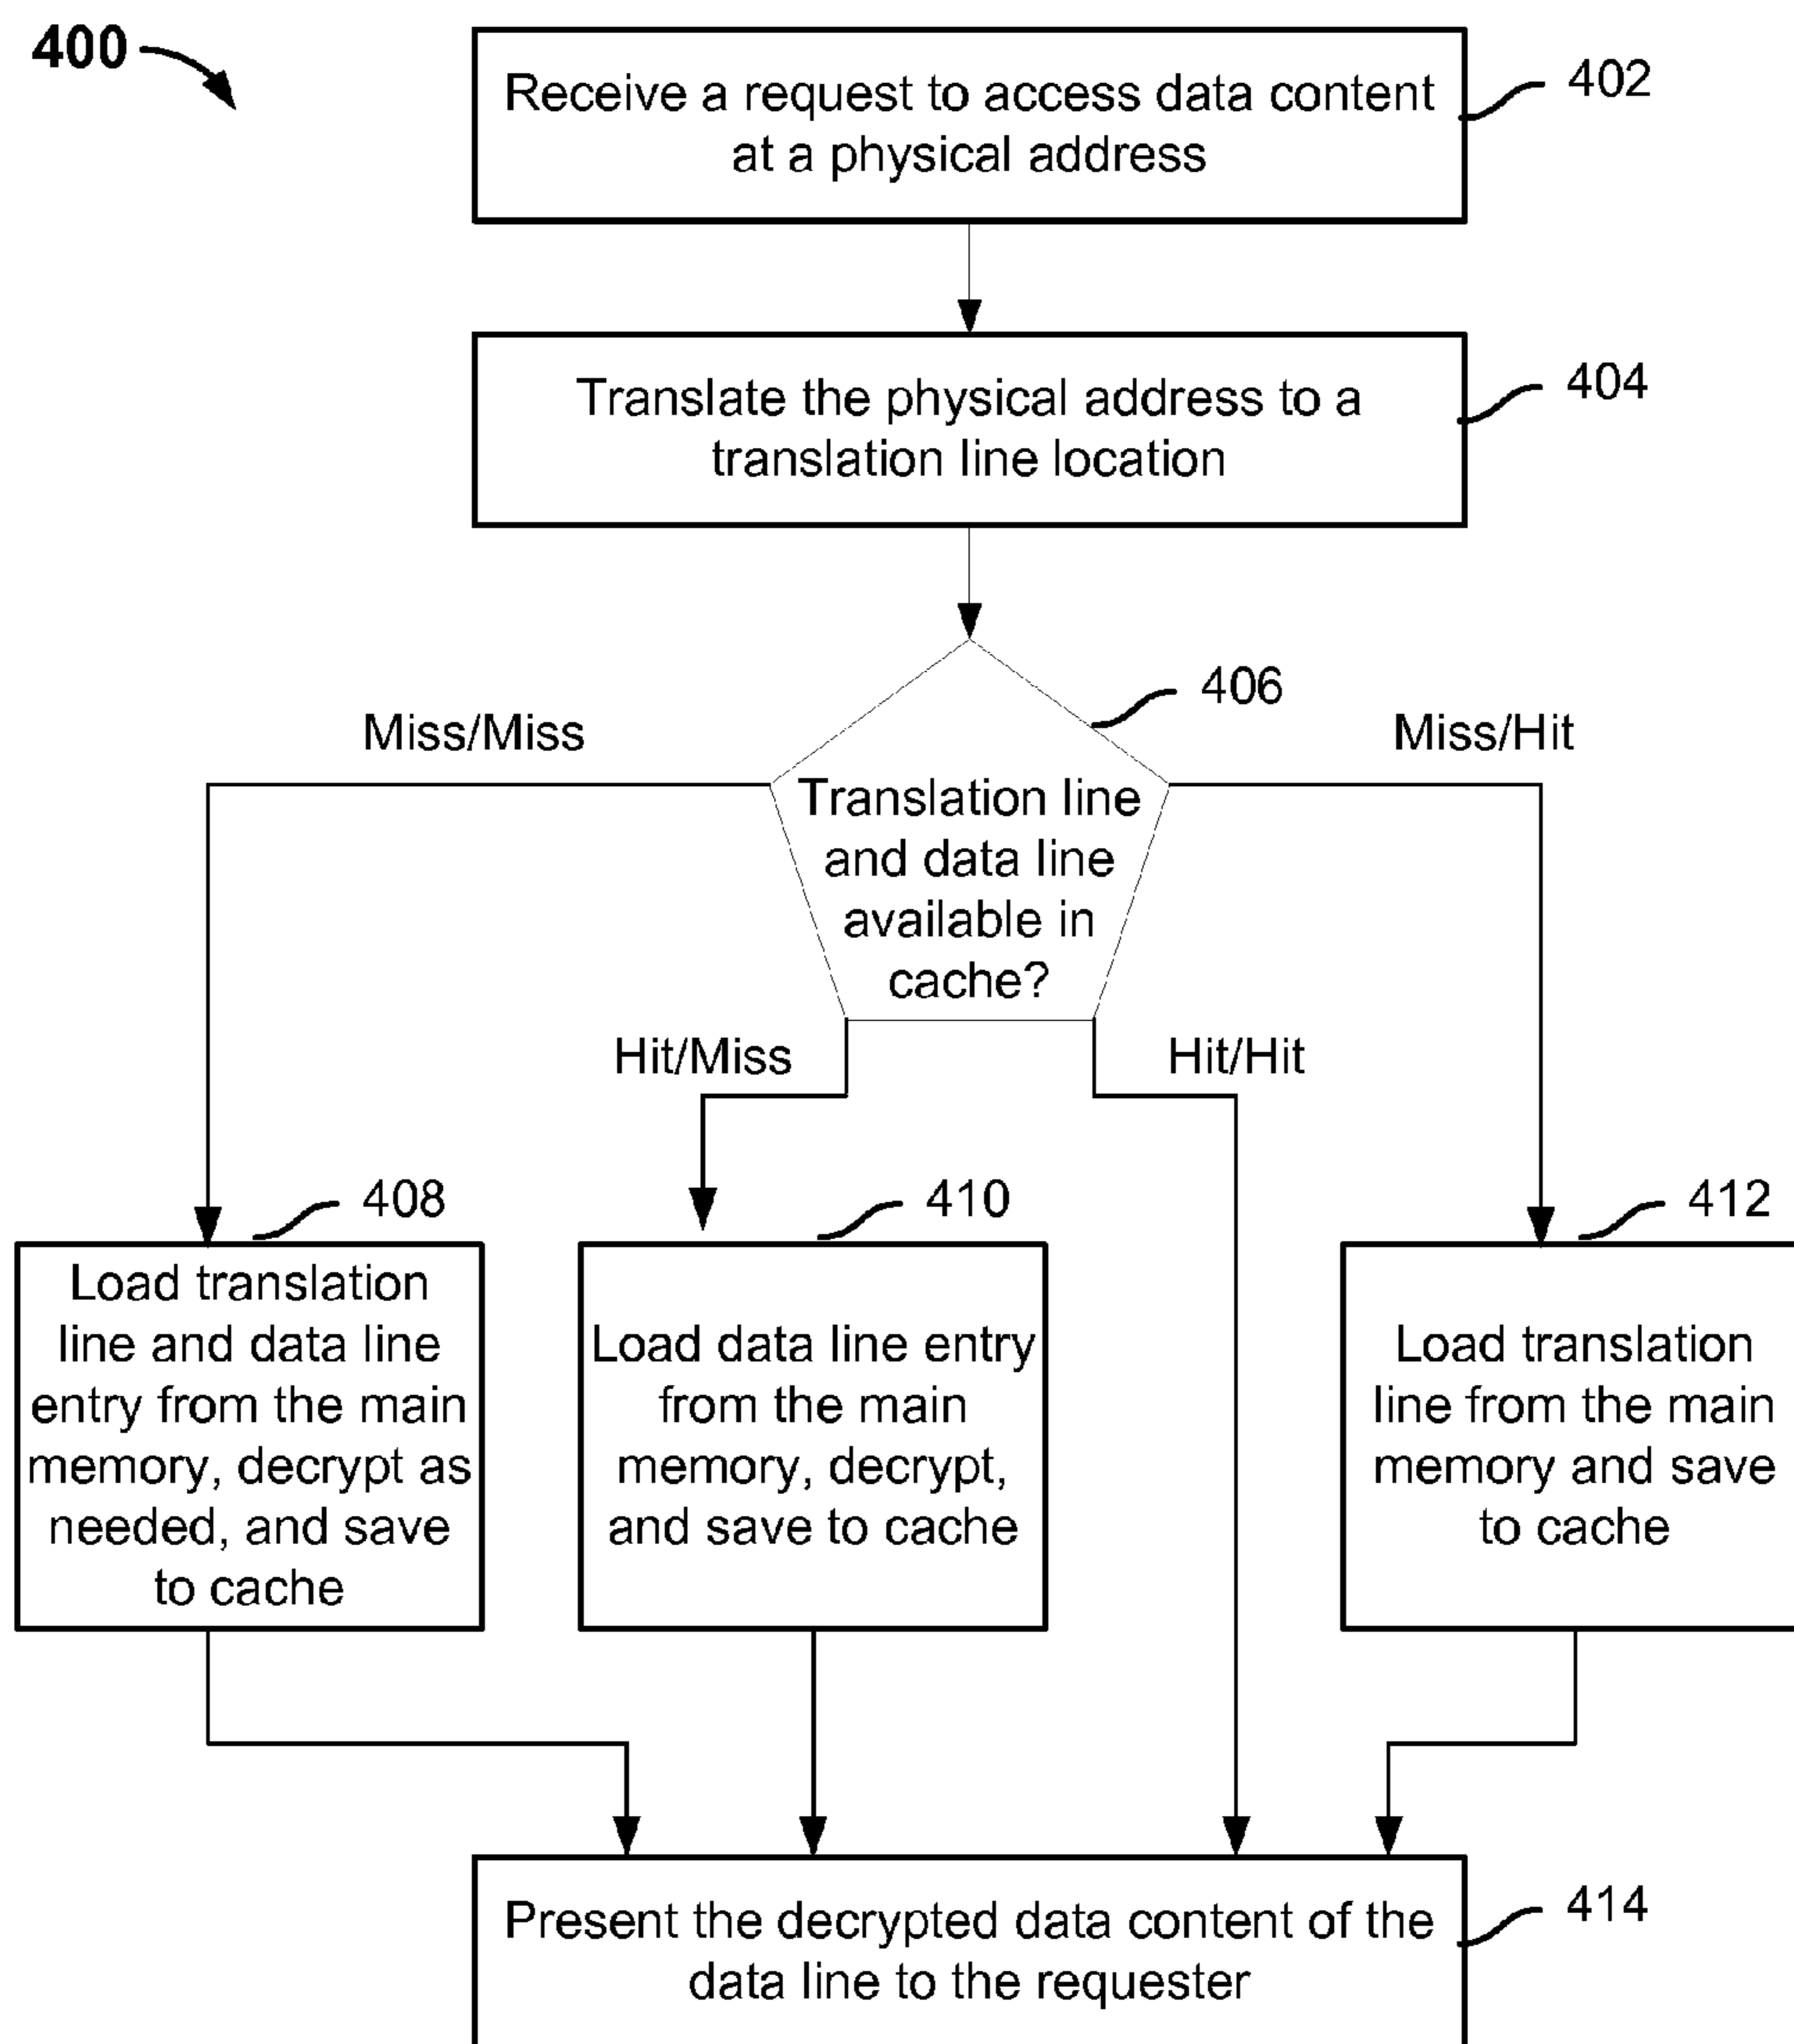 400
Receive a request to access data content
at a physical address
402
Translate the physical address to a
translation line location
404
406
Miss/Miss
Miss/Hit
Translation line
and data line
available in
cache?
Hit/Miss
Hit/Hit
408
Load translation
line and data line
entry from the main
memory, decrypt as
needed, and save
to cache
410
Load data line entry
from the main
memory, decrypt,
and save to cache
412
Load translation
line from the main
memory and save
to cache
Present the decrypted data content of the
data line to the requester
414